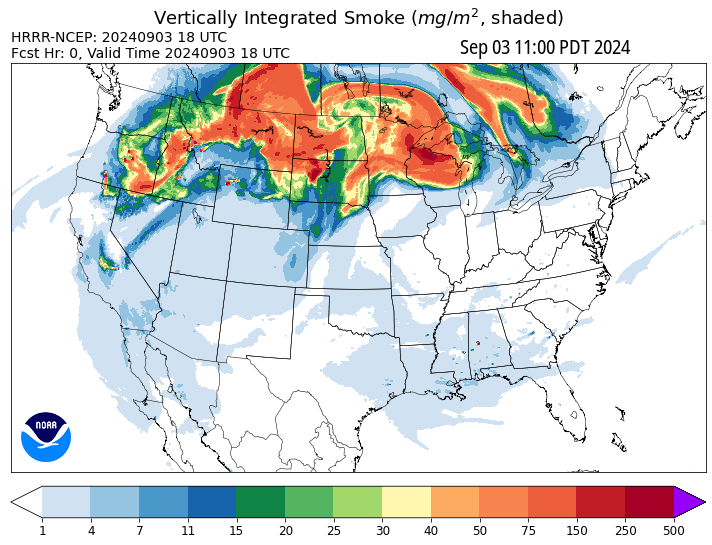 Vertically Integrated Smoke (mg/m², shaded)
HRRR-NCEP: 20240903 18 UTC
Fcst Hr: 0, Valid Time 20240903 18 UTC
Sep 03 11:00 PDT 2024
NOAA
1 4 7 11 15 20 25 30 40 50 75 150 250 500